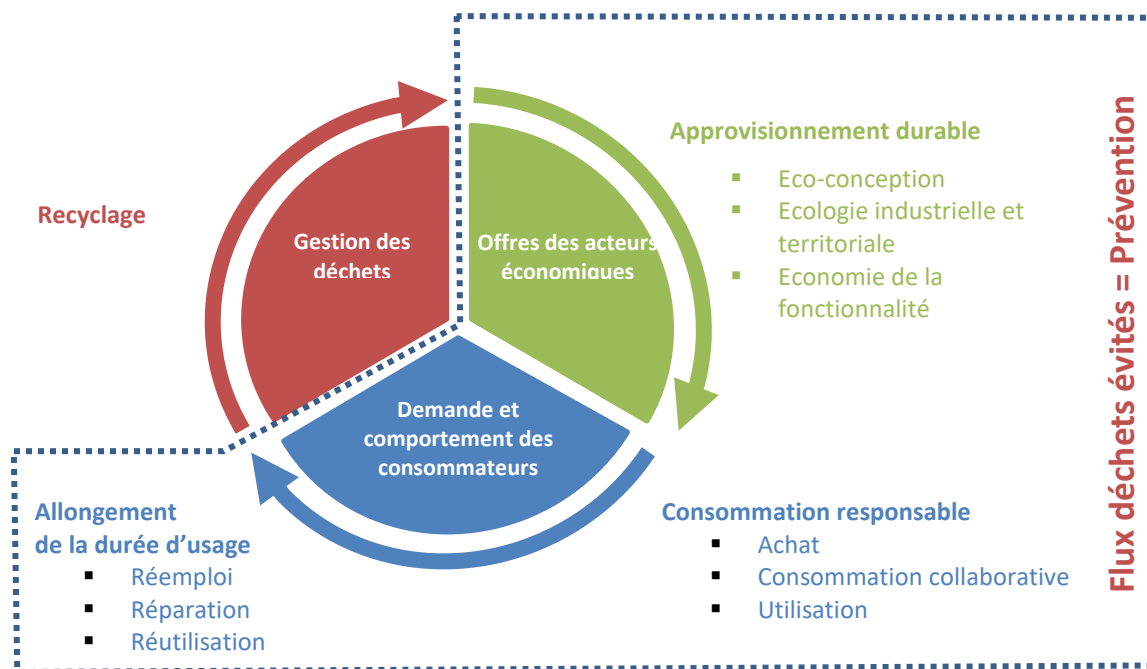 Approvisionnement durable
▪ Eco-conception
▪ Ecologie industrielle et
territoriale
▪ Economie de la
fonctionnalité
Recyclage
Gestion des
déchets
Offres des acteurs
économiques
Demande et
comportement des
consommateurs
Allongement
de la durée d’usage
▪ Réemploi
▪ Réparation
▪ Réutilisation
Consommation responsable
▪ Achat
▪ Consommation collaborative
▪ Utilisation
Flux déchets évités = Prévention